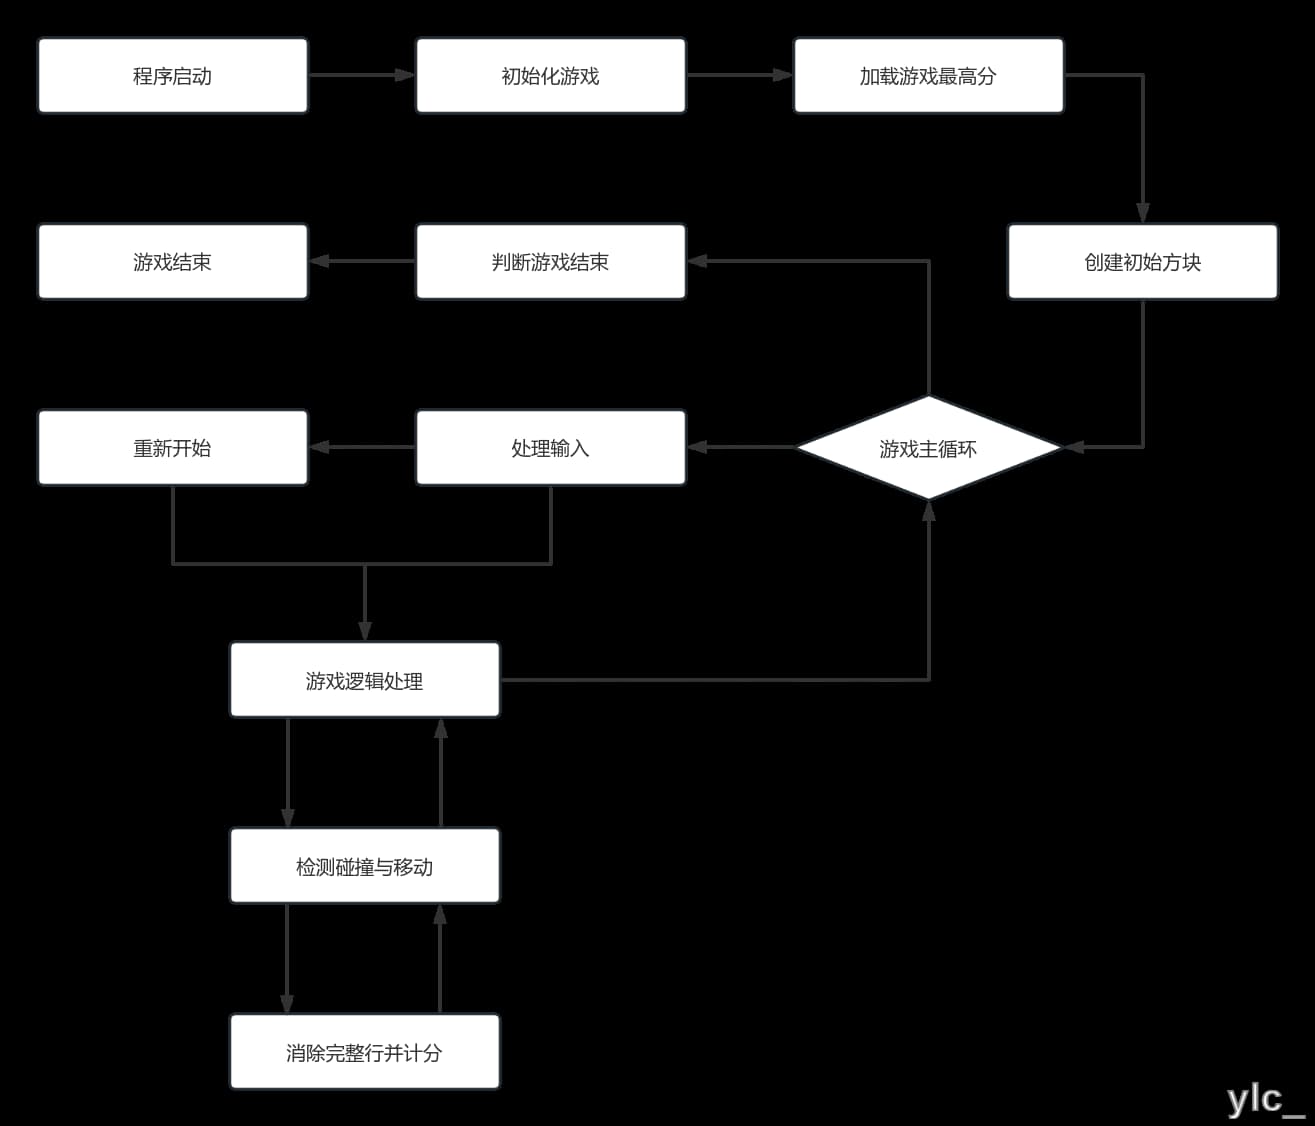 程序启动
初始化游戏
加载游戏最高分
游戏结束
判断游戏结束
创建初始方块
重新开始
处理输入
游戏主循环
游戏逻辑处理
检测碰撞与移动
消除完整行并计分
ylc_